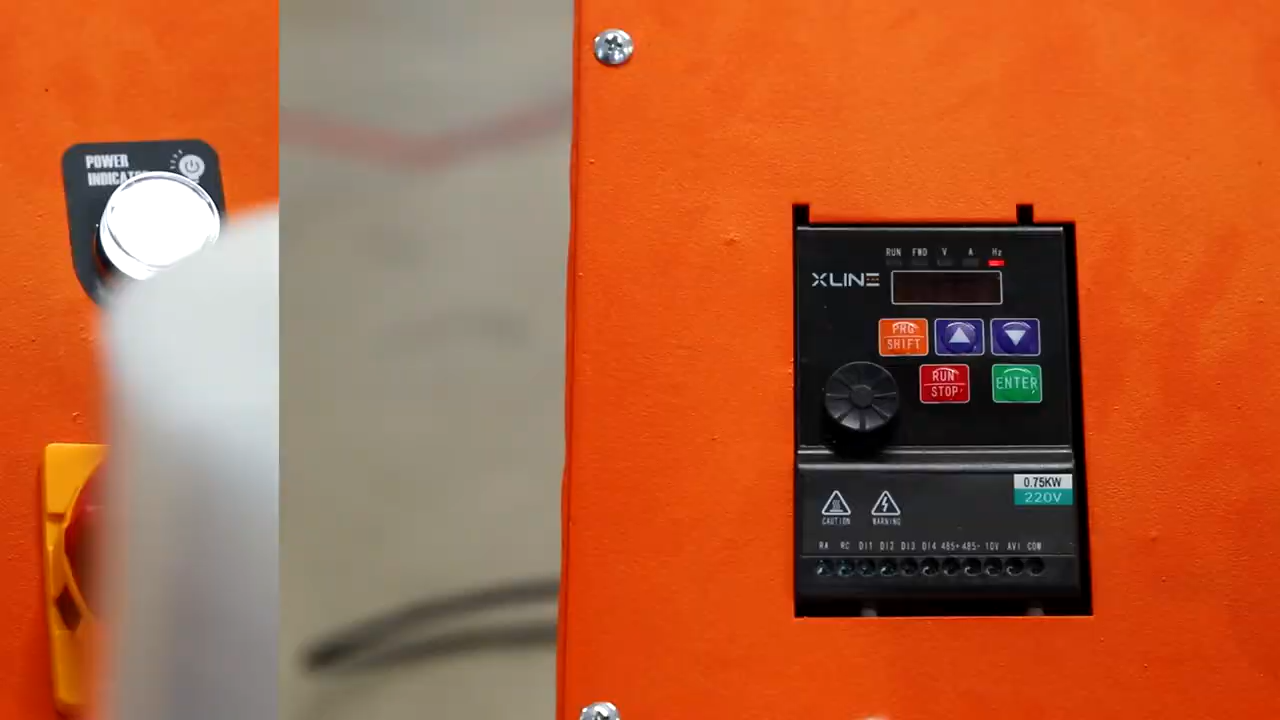 POWER
RUN FWD V A Hz
XLINE
PRG
SHIFT
RUN
STOP
ENTER
0.75KW
220V
CAUTION WARNING
RA RC DI1 DI2 DI3 DI4 485+ 485- 10V AVI COM